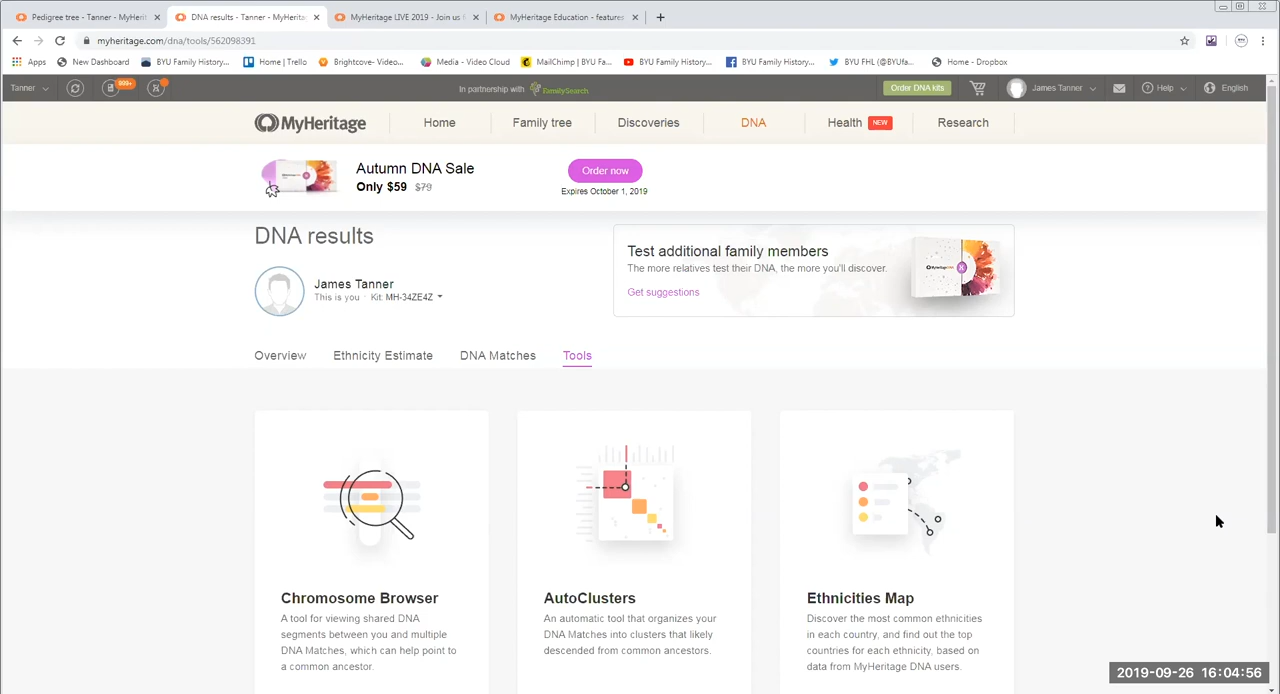 Pedigree tree - Tanner - MyHerit
DNA results - Tanner - MyHeritag
MyHeritage LIVE 2019 - Join us f
MyHeritage Education - features
myheritage.com/dna/tools/562098391
Apps
New Dashboard
BYU Family History...
Home | Trello
Brightcove- Video...
Media - Video Cloud
MailChimp | BYU Fa...
BYU Family History...
BYU Family History...
BYU FHL (@BYUfa...
Home - Dropbox
Tanner
999+
In partnership with FamilySearch
Order DNA kits
James Tanner
Help
English
MyHeritage
Home
Family tree
Discoveries
DNA
Health NEW
Research
Autumn DNA Sale
Only $59 $79
Order now
Expires October 1, 2019
DNA results
James Tanner
This is you · Kit: MH-34ZE4Z
Test additional family members
The more relatives test their DNA, the more you'll discover.
Get suggestions
Overview
Ethnicity Estimate
DNA Matches
Tools
Chromosome Browser
A tool for viewing shared DNA
segments between you and multiple
DNA Matches, which can help point to
a common ancestor.
AutoClusters
An automatic tool that organizes your
DNA Matches into clusters that likely
descended from common ancestors.
Ethnicities Map
Discover the most common ethnicities
in each country, and find out the top
countries for each ethnicity, based on
data from MyHeritage DNA users.
2019-09-26 16:04:56